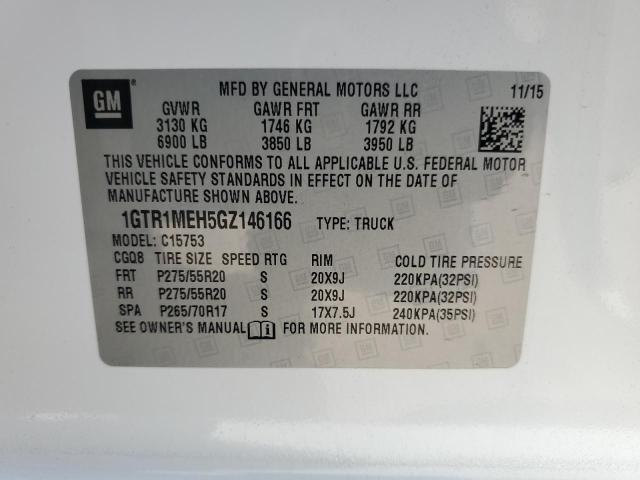 GM
MFD BY GENERAL MOTORS LLC 11/15
GVWR GAWR FRT GAWR RR
3130 KG 1746 KG 1792 KG
6900 LB 3850 LB 3950 LB
THIS VEHICLE CONFORMS TO ALL APPLICABLE U.S. FEDERAL MOTOR
VEHICLE SAFETY STANDARDS IN EFFECT ON THE DATE OF
MANUFACTURE SHOWN ABOVE.
1GTR1MEH5GZ146166 TYPE: TRUCK
MODEL: C15753
CGQ8 TIRE SIZE SPEED RTG RIM COLD TIRE PRESSURE
FRT P275/55R20 S 20X9J 220KPA(32PSI)
RR P275/55R20 S 20X9J 220KPA(32PSI)
SPA P265/70R17 S 17X7.5J 240KPA(35PSI)
SEE OWNER'S MANUAL FOR MORE INFORMATION.